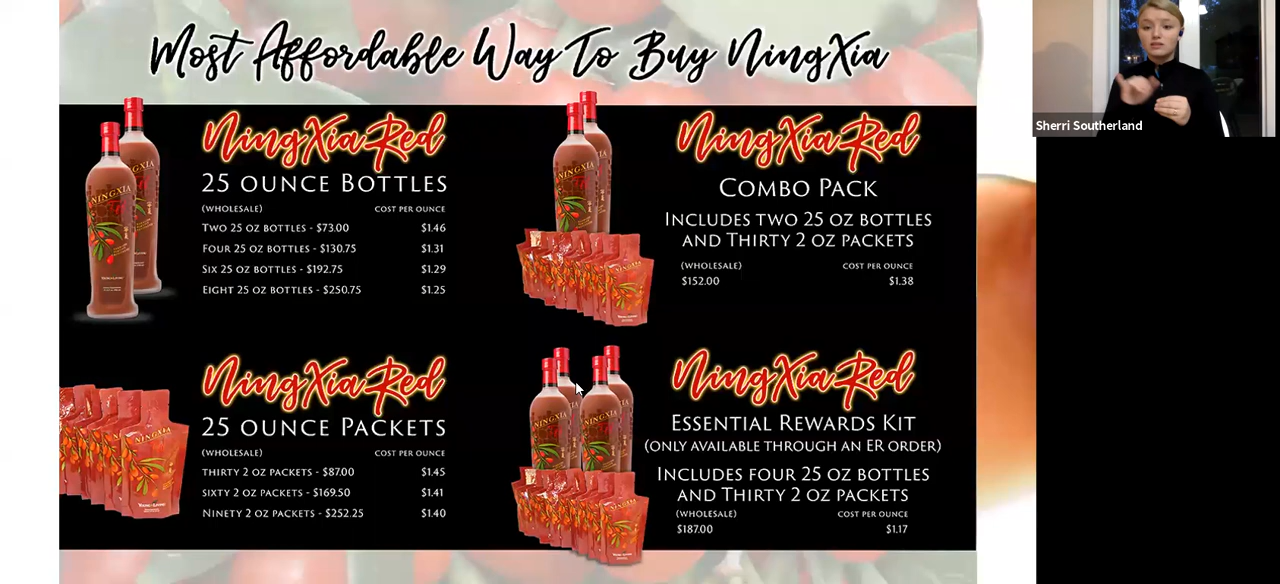 Most Affordable Way To Buy NingXia
Sherri Southerland
NingXia Red
25 ounce Bottles
(wholesale) cost per ounce
Two 25 oz bottles - $73.00 $1.46
Four 25 oz bottles - $130.75 $1.31
Six 25 oz bottles - $192.75 $1.29
Eight 25 oz bottles - $250.75 $1.25
NingXia Red
Combo Pack
Includes two 25 oz bottles
and Thirty 2 oz packets
(wholesale) cost per ounce
$152.00 $1.38
NingXia Red
25 ounce Packets
(wholesale) cost per ounce
Thirty 2 oz packets - $87.00 $1.45
Sixty 2 oz packets - $169.50 $1.41
Ninety 2 oz packets - $252.25 $1.40
NingXia Red
Essential Rewards Kit
(only available through an ER order)
Includes four 25 oz bottles
and Thirty 2 oz packets
(wholesale) cost per ounce
$187.00 $1.17
NINGXIA
NINGXIA
NINGXIA
NINGXIA